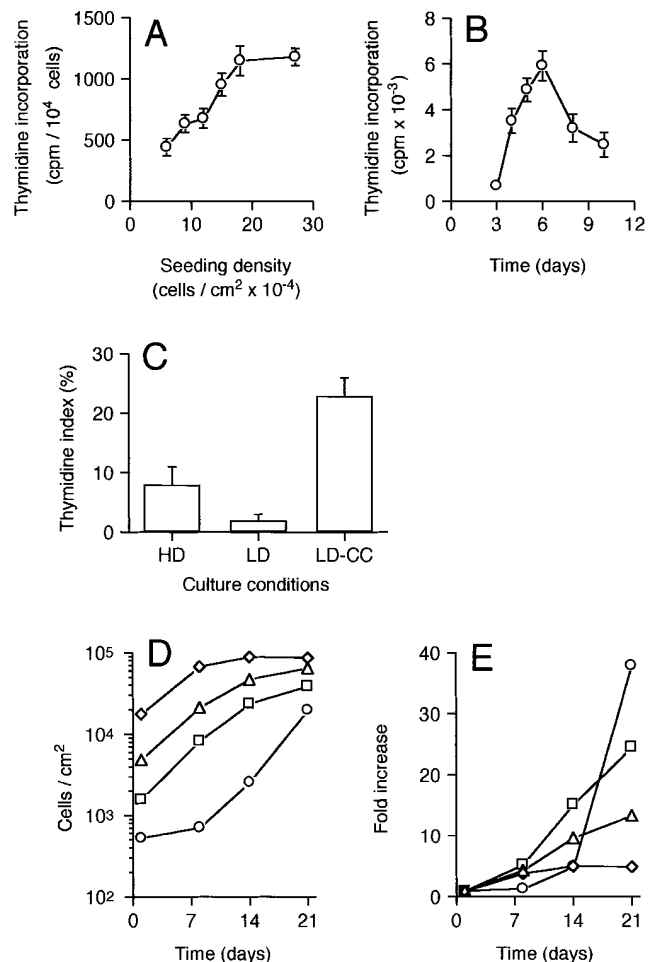 A
Thymidine incorporation
(cpm / 10⁴ cells)
1500
1000
500
0
0 10 20 30
Seeding density
(cells / cm² x 10⁻⁴)
B
Thymidine incorporation
(cpm x 10⁻³)
8
6
4
2
0
0 3 6 9 12
Time (days)
C
Thymidine index (%)
30
20
10
0
HD LD LD-CC
Culture conditions
D
Cells / cm²
10⁵
10⁴
10³
10²
0 7 14 21
Time (days)
E
Fold increase
40
30
20
10
0
0 7 14 21
Time (days)